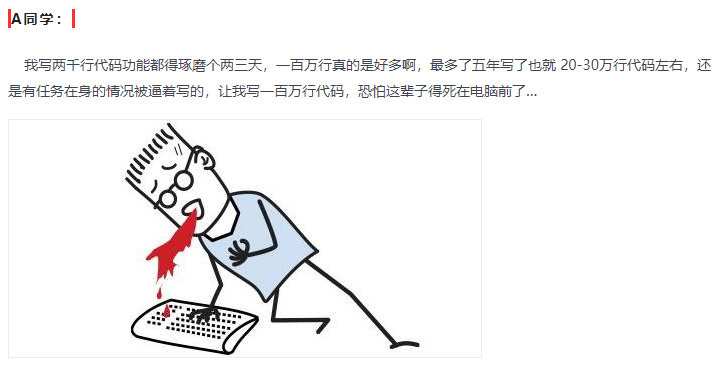 A同学：
我写两千行代码功能都得琢磨个两三天，一百万行真的是好多啊，最多了五年写了也就 20-30万行代码左右，还
是有任务在身的情况被逼着写的，让我写一百万行代码，恐怕这辈子得死在电脑前了...